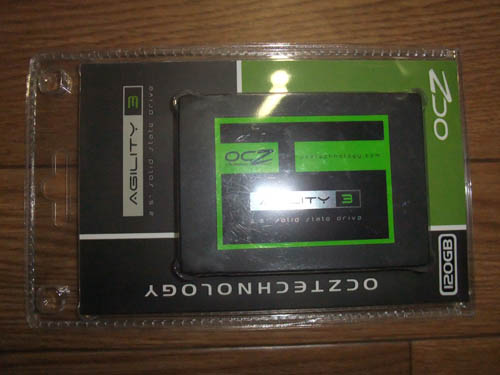 OCZ
120GB
AGILITY 3
2.5" solid state drive
OCZTECHNOLOGY
OCZ
ocztechnology.com
AGILITY 3
2.5" solid state drive